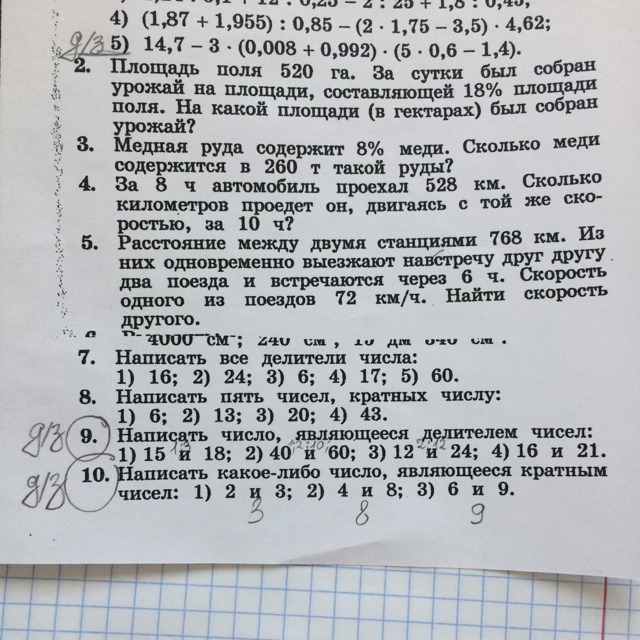 4) (1,87 + 1,955) : 0,85 – (2 · 1,75 – 3,5) · 4,62;
д/з 5) 14,7 – 3 · (0,008 + 0,992) · (5 · 0,6 – 1,4).
2. Площадь поля 520 га. За сутки был собран
урожай на площади, составляющей 18% площади
поля. На какой площади (в гектарах) был собран
урожай?
3. Медная руда содержит 8% меди. Сколько меди
содержится в 260 т такой руды?
4. За 8 ч автомобиль проехал 528 км. Сколько
километров проедет он, двигаясь с той же ско-
ростью, за 10 ч?
5. Расстояние между двумя станциями 768 км. Из
них одновременно выезжают навстречу друг другу
два поезда и встречаются через 6 ч. Скорость
одного из поездов 72 км/ч. Найти скорость
другого.
7. Написать все делители числа:
1) 16; 2) 24; 3) 6; 4) 17; 5) 60.
8. Написать пять чисел, кратных числу:
1) 6; 2) 13; 3) 20; 4) 43.
д/з 9. Написать число, являющееся делителем чисел:
1) 15 и 18; 2) 40 и 60; 3) 12 и 24; 4) 16 и 21.
д/з 10. Написать какое-либо число, являющееся кратным
чисел: 1) 2 и 3; 2) 4 и 8; 3) 6 и 9.
3 8 9